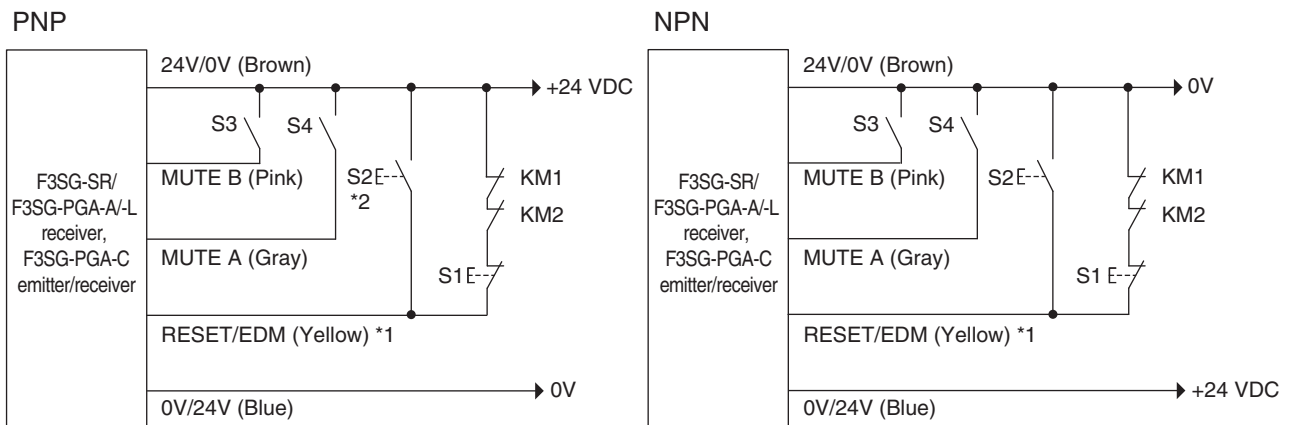 PNP
24V/0V (Brown)
+24 VDC
S3
S4
MUTE B (Pink)
S2
*2
KM1
KM2
F3SG-SR/
F3SG-PGA-A/-L
receiver,
F3SG-PGA-C
emitter/receiver
MUTE A (Gray)
S1
RESET/EDM (Yellow) *1
0V
0V/24V (Blue)
NPN
24V/0V (Brown)
0V
S3
S4
MUTE B (Pink)
S2
KM1
KM2
F3SG-SR/
F3SG-PGA-A/-L
receiver,
F3SG-PGA-C
emitter/receiver
MUTE A (Gray)
S1
RESET/EDM (Yellow) *1
+24 VDC
0V/24V (Blue)